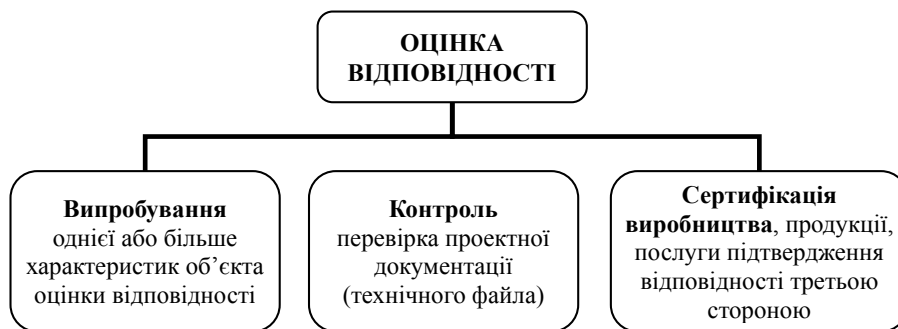 ОЦІНКА
ВІДПОВІДНОСТІ
Випробування
однієї або більше
характеристик об’єкта
оцінки відповідності
Контроль
перевірка проектної
документації
(технічного файла)
Сертифікація
виробництва, продукції,
послуги підтвердження
відповідності третьою
стороною